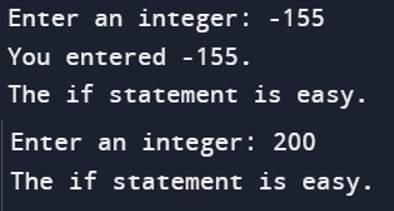 Enter an integer: -155
You entered -155.
The if statement is easy.
Enter an integer: 200
The if statement is easy.